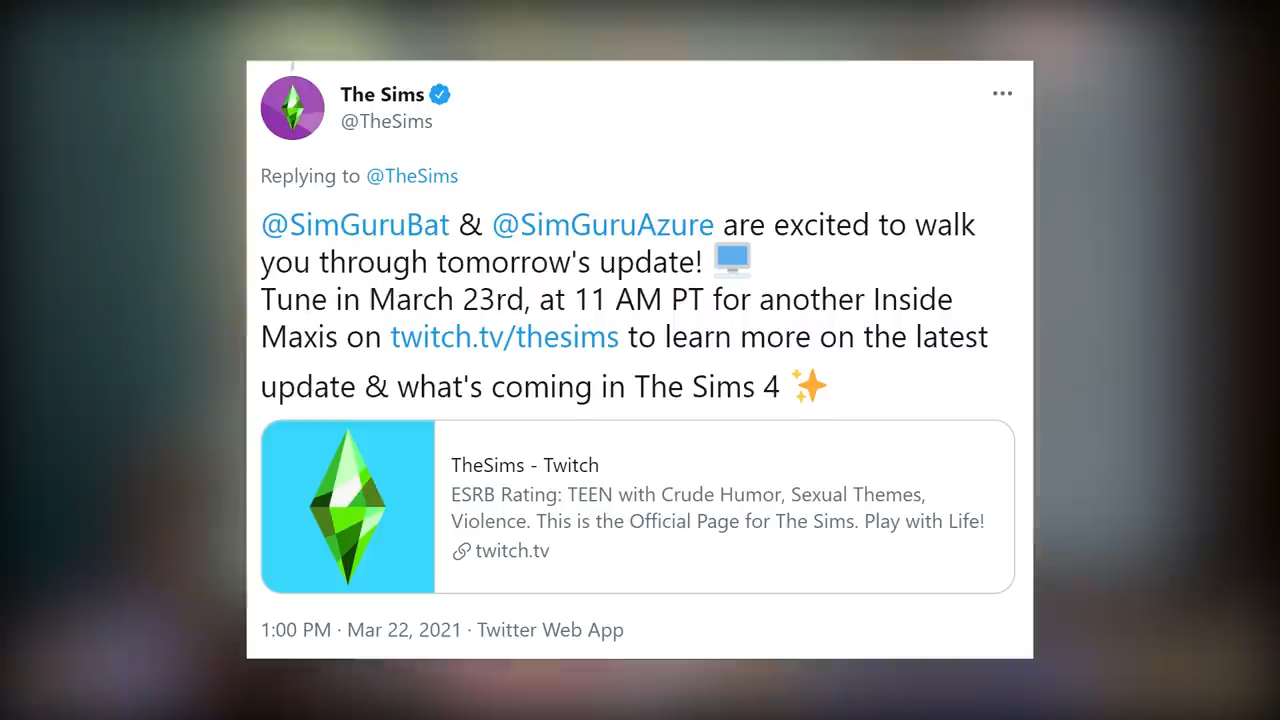 The Sims
@TheSims
Replying to @TheSims
@SimGuruBat & @SimGuruAzure are excited to walk
you through tomorrow's update! 🖥️
Tune in March 23rd, at 11 AM PT for another Inside
Maxis on twitch.tv/thesims to learn more on the latest
update & what's coming in The Sims 4 ✨
TheSims - Twitch
ESRB Rating: TEEN with Crude Humor, Sexual Themes,
Violence. This is the Official Page for The Sims. Play with Life!
twitch.tv
1:00 PM · Mar 22, 2021 · Twitter Web App